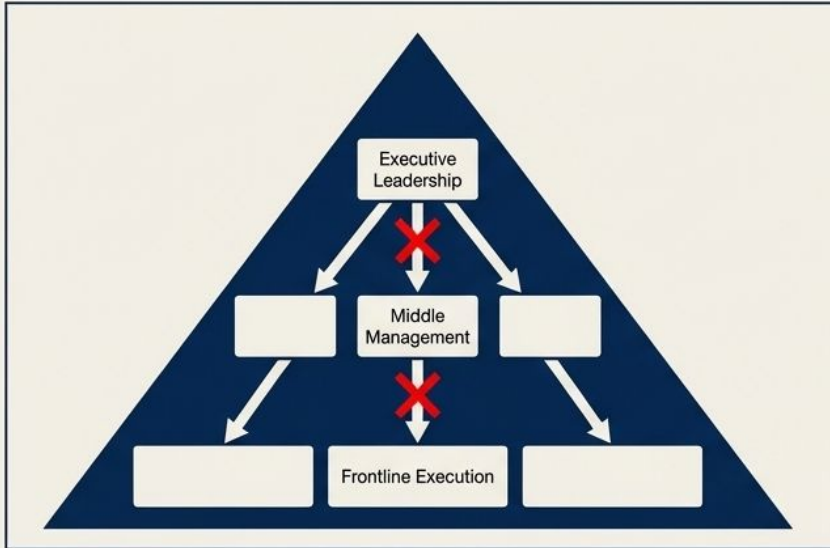 Executive
Leadership
Middle
Management
Frontline Execution